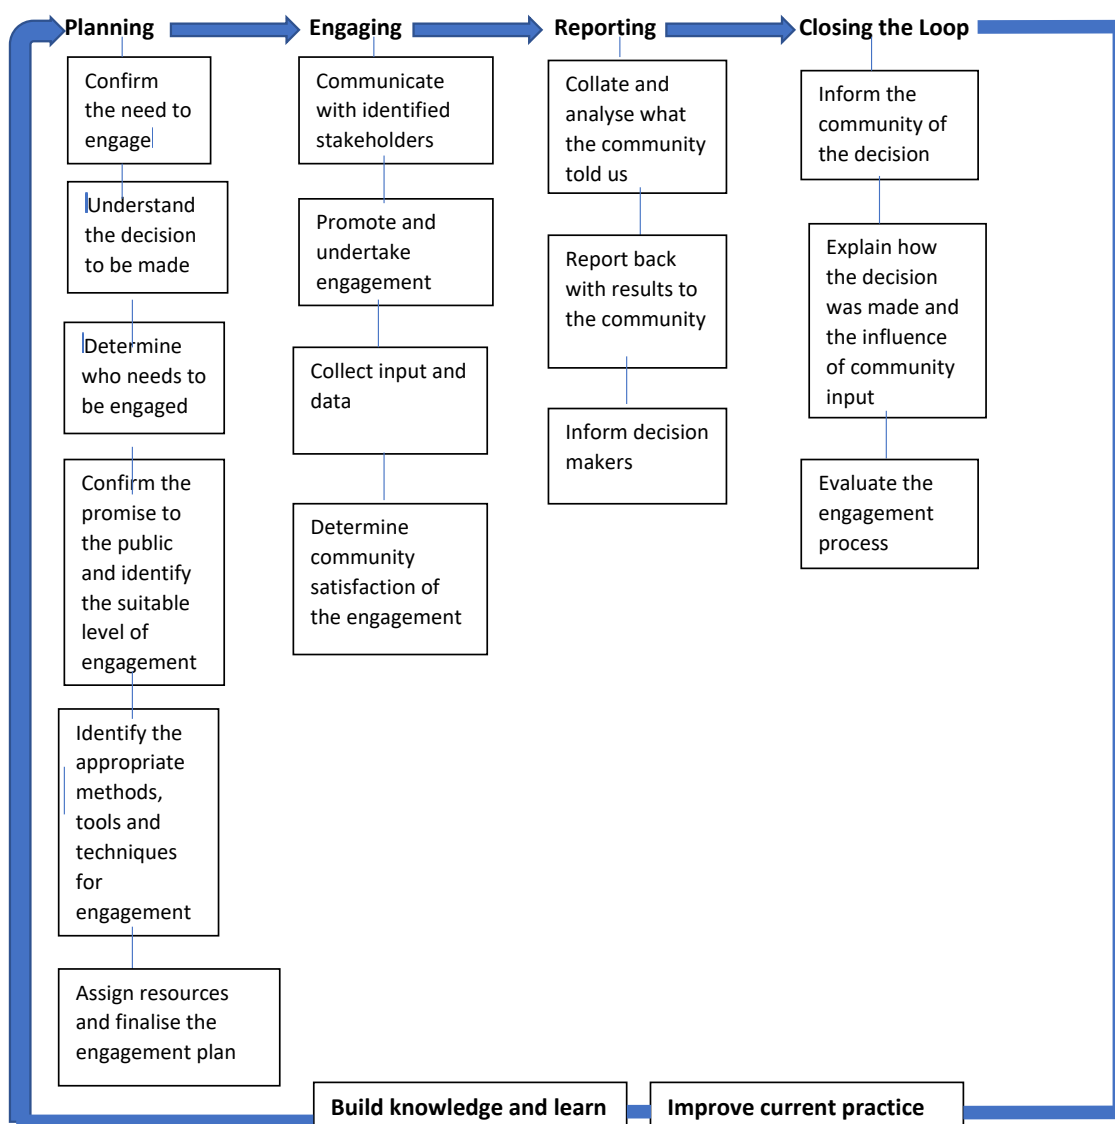 Planning
Engaging
Reporting
Closing the Loop
Confirm
the need to
engage
Understand
the decision
to be made
Determine
who needs to
be engaged
Confirm the
promise to
the public
and identify
the suitable
level of
engagement
Identify the
appropriate
methods,
tools and
techniques
for
engagement
Assign resources
and finalise the
engagement plan
Communicate
with identified
stakeholders
Promote and
undertake
engagement
Collect input and
data
Determine
community
satisfaction of
the engagement
Collate and
analyse what
the community
told us
Report back
with results to
the community
Inform decision
makers
Inform the
community of
the decision
Explain how
the decision
was made and
the influence
of community
input
Evaluate the
engagement
process
Build knowledge and learn
Improve current practice